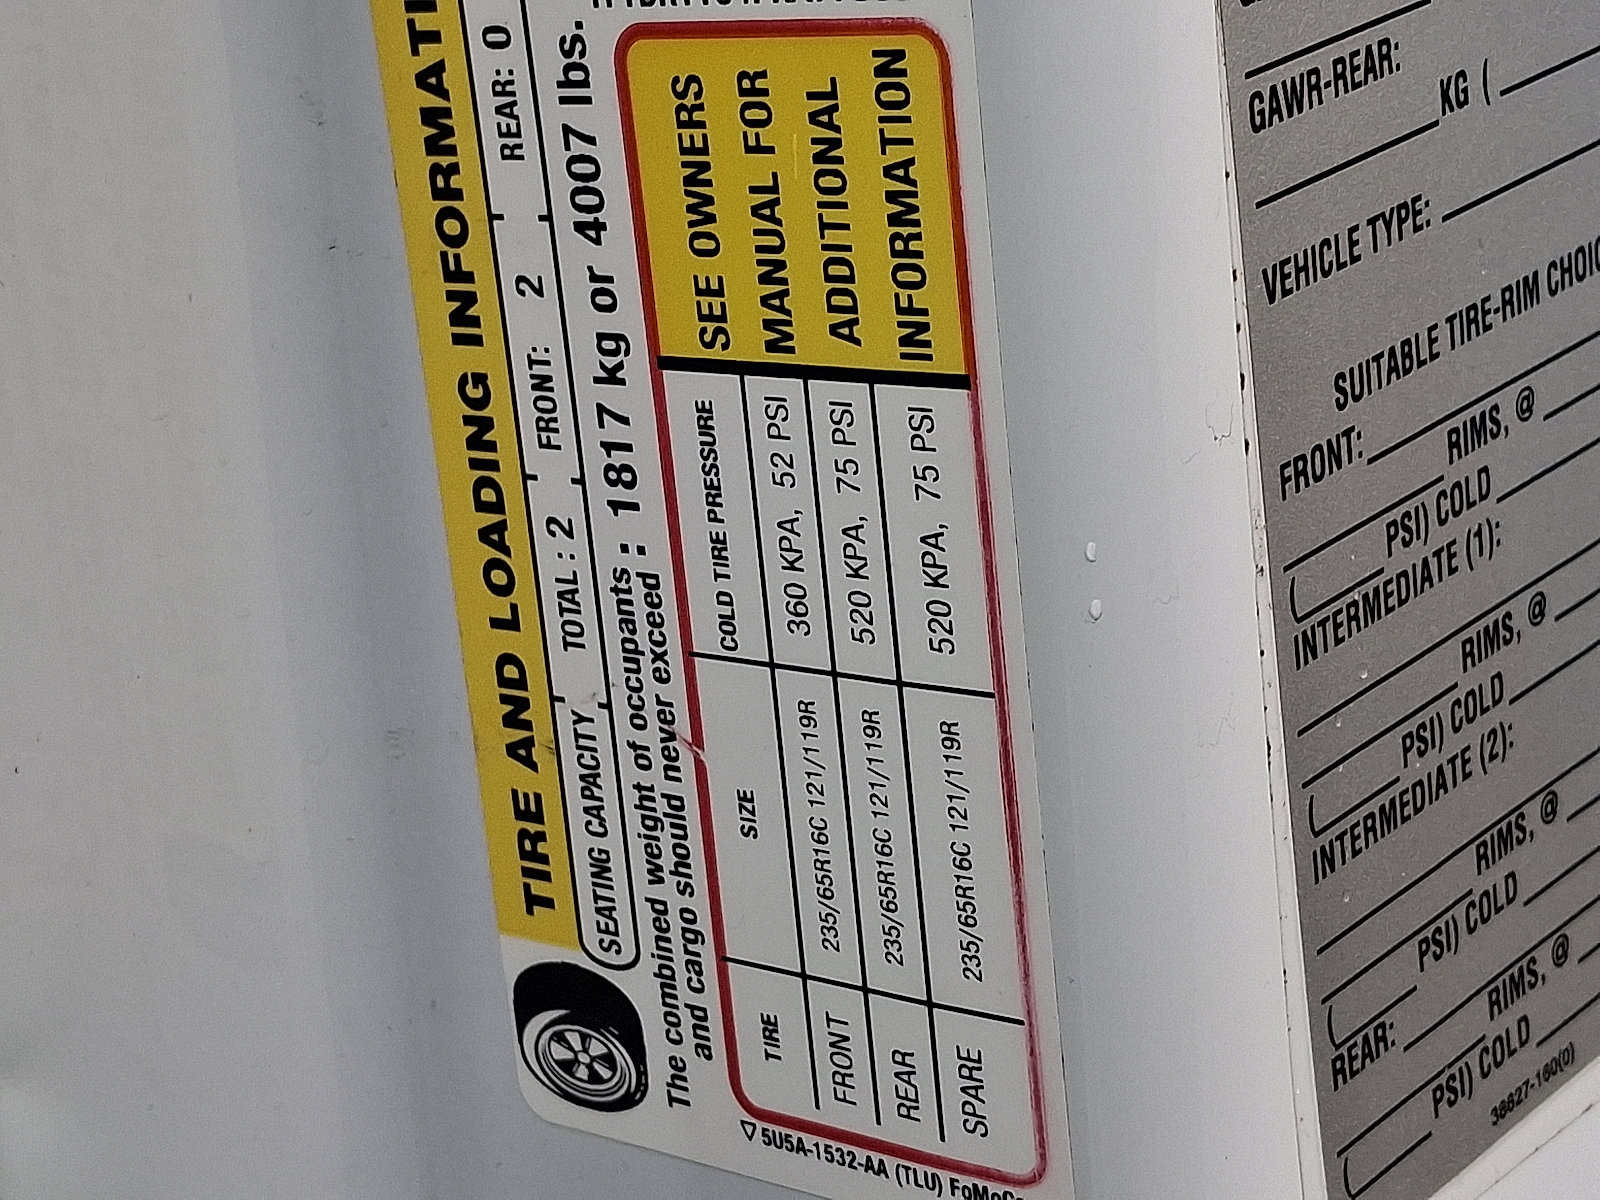 TIRE AND LOADING INFORMATI
SEATING CAPACITY TOTAL : 2 FRONT: 2 REAR: 0
The combined weight of occupants :
and cargo should never exceed : 1817 kg or 4007 lbs.
TIRE SIZE COLD TIRE PRESSURE
FRONT 235/65R16C 121/119R 360 KPA, 52 PSI
REAR 235/65R16C 121/119R 520 KPA, 75 PSI
SPARE 235/65R16C 121/119R 520 KPA, 75 PSI
SEE OWNERS
MANUAL FOR
ADDITIONAL
INFORMATION
5U5A-1532-AA (TLU) FoMoCo
GAWR-REAR:
KG (
VEHICLE TYPE:
SUITABLE TIRE-RIM CHOIC
FRONT:
RIMS, @
( PSI) COLD
INTERMEDIATE (1):
RIMS, @
( PSI) COLD
INTERMEDIATE (2):
RIMS, @
( PSI) COLD
REAR:
RIMS, @
( PSI) COLD
38627-160(0)